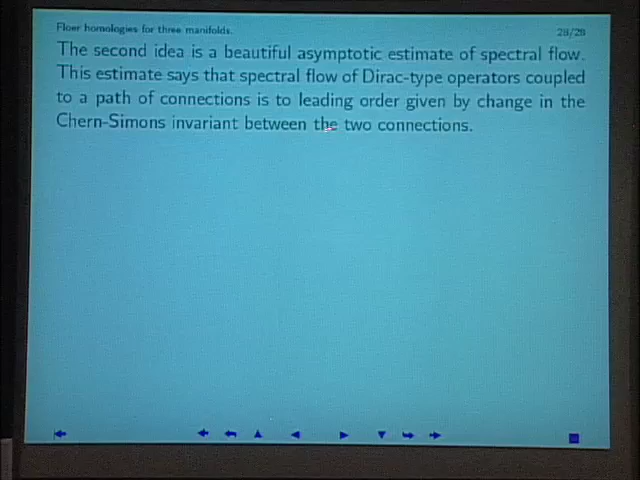 Floer homologies for three manifolds.
28/28
The second idea is a beautiful asymptotic estimate of spectral flow.
This estimate says that spectral flow of Dirac-type operators coupled
to a path of connections is to leading order given by change in the
Chern-Simons invariant between the two connections.